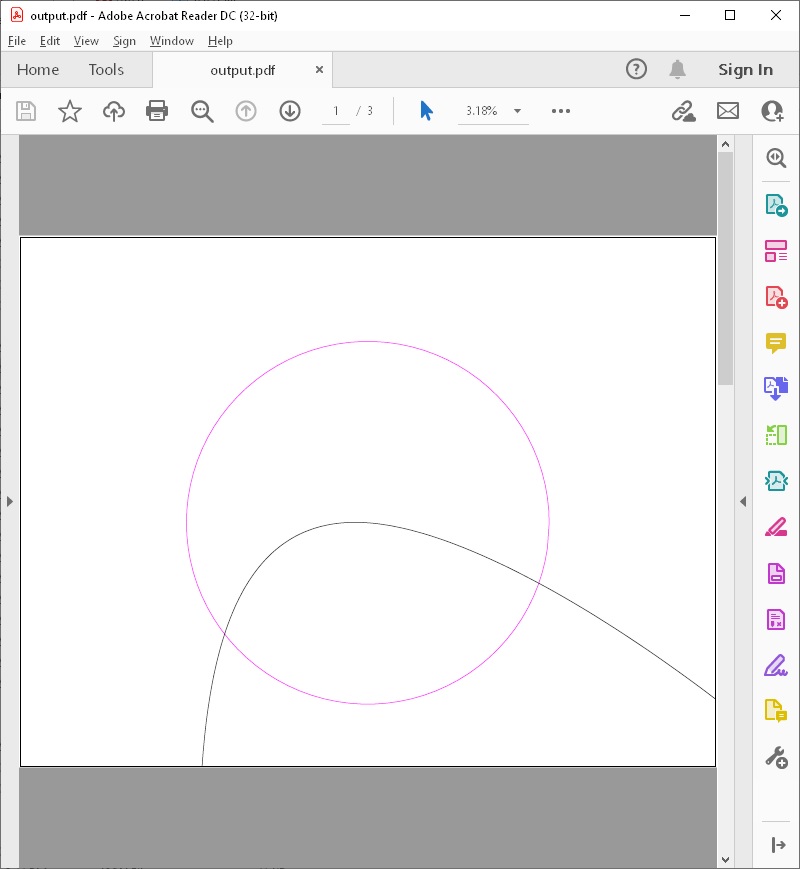 output.pdf - Adobe Acrobat Reader DC (32-bit)
File Edit View Sign Window Help
Home Tools output.pdf × ? Sign In
1 / 3 3.18%